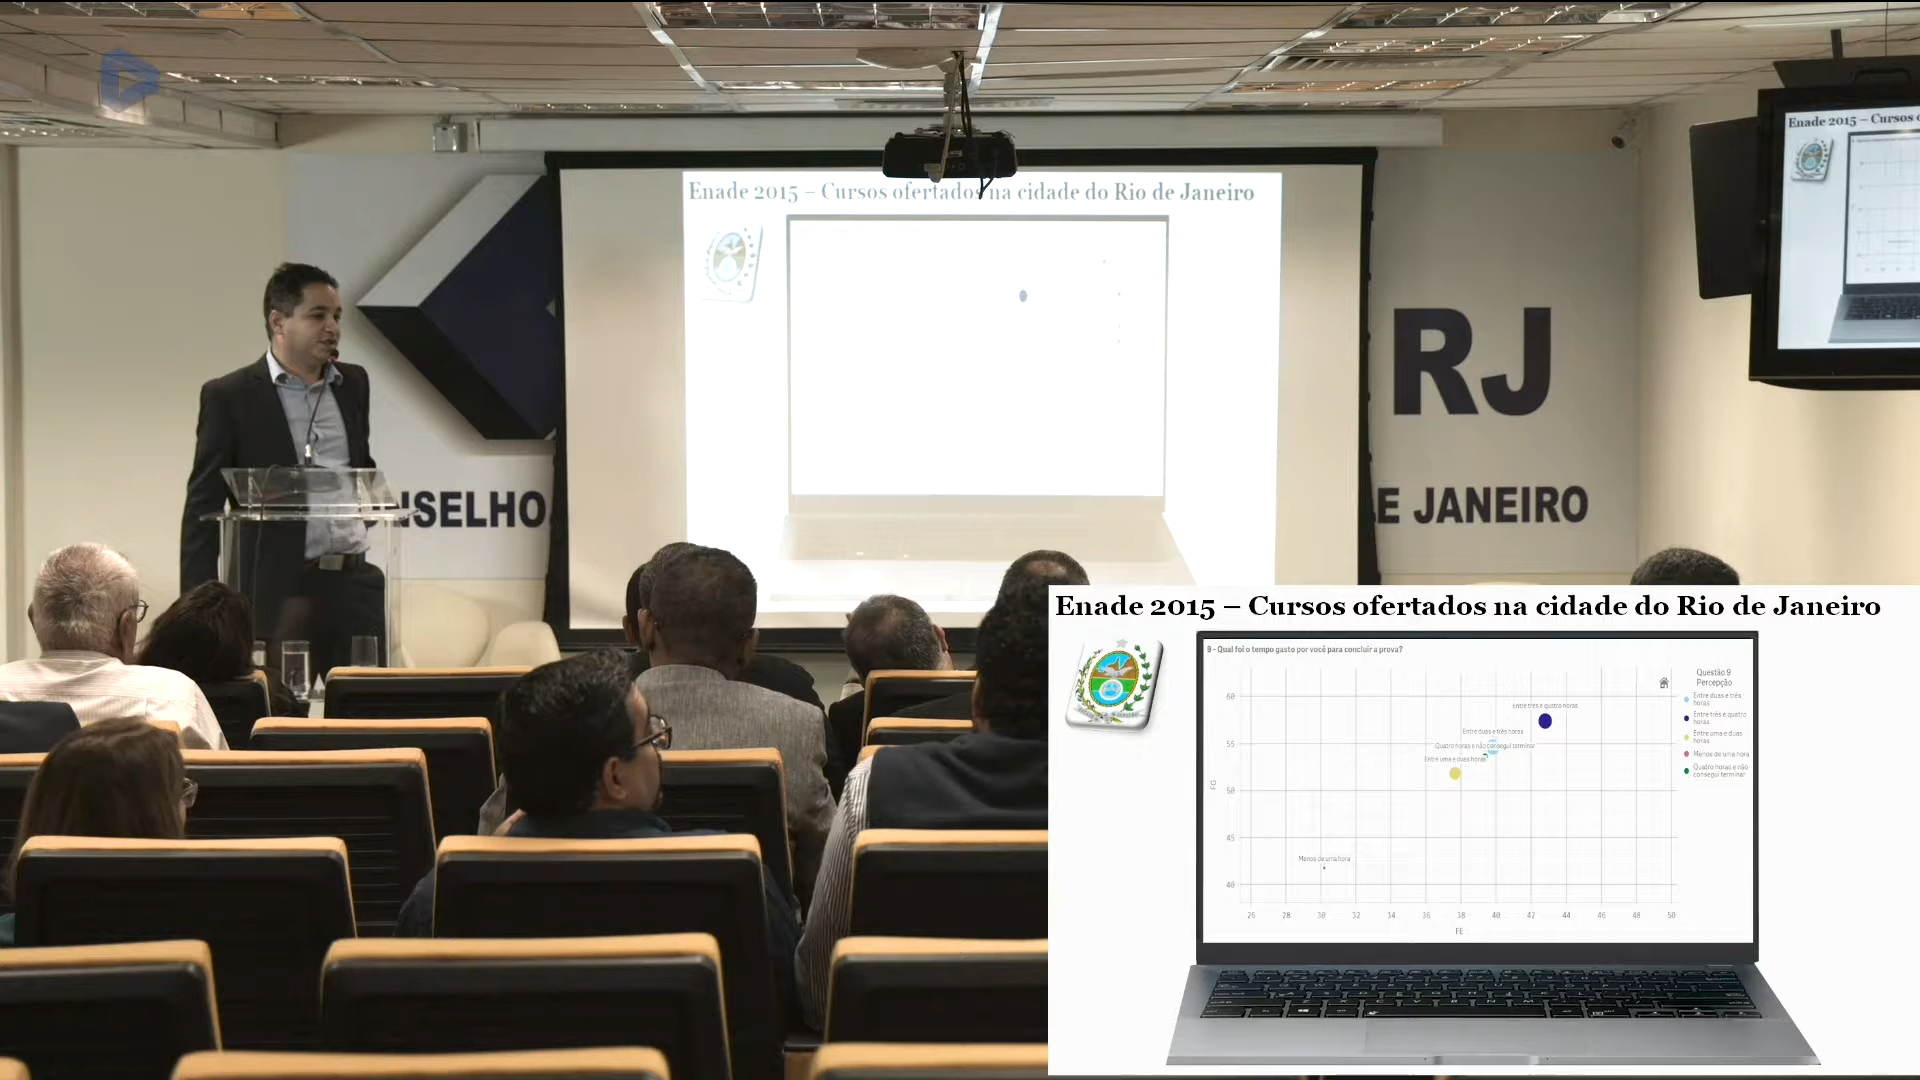 Enade 2015 – Cursos ofertados na cidade do Rio de Janeiro
Enade 2015 – Cursos o
RJ
NSELHO
E JANEIRO
Enade 2015 – Cursos ofertados na cidade do Rio de Janeiro
9 - Qual foi o tempo gasto por você para concluir a prova?
Questão 9
Percepção
Entre duas e três
horas
Entre três e quatro
horas
Entre uma e duas
horas
Menos de uma hora
Quatro horas e não
consegui terminar
Entre três e quatro horas
Entre duas e três horas
Quatro horas e não consegui terminar
Entre uma e duas horas
Menos de uma hora
60
55
50
45
40
FG
26 28 30 32 34 36 38 40 42 44 46 48 50
FE